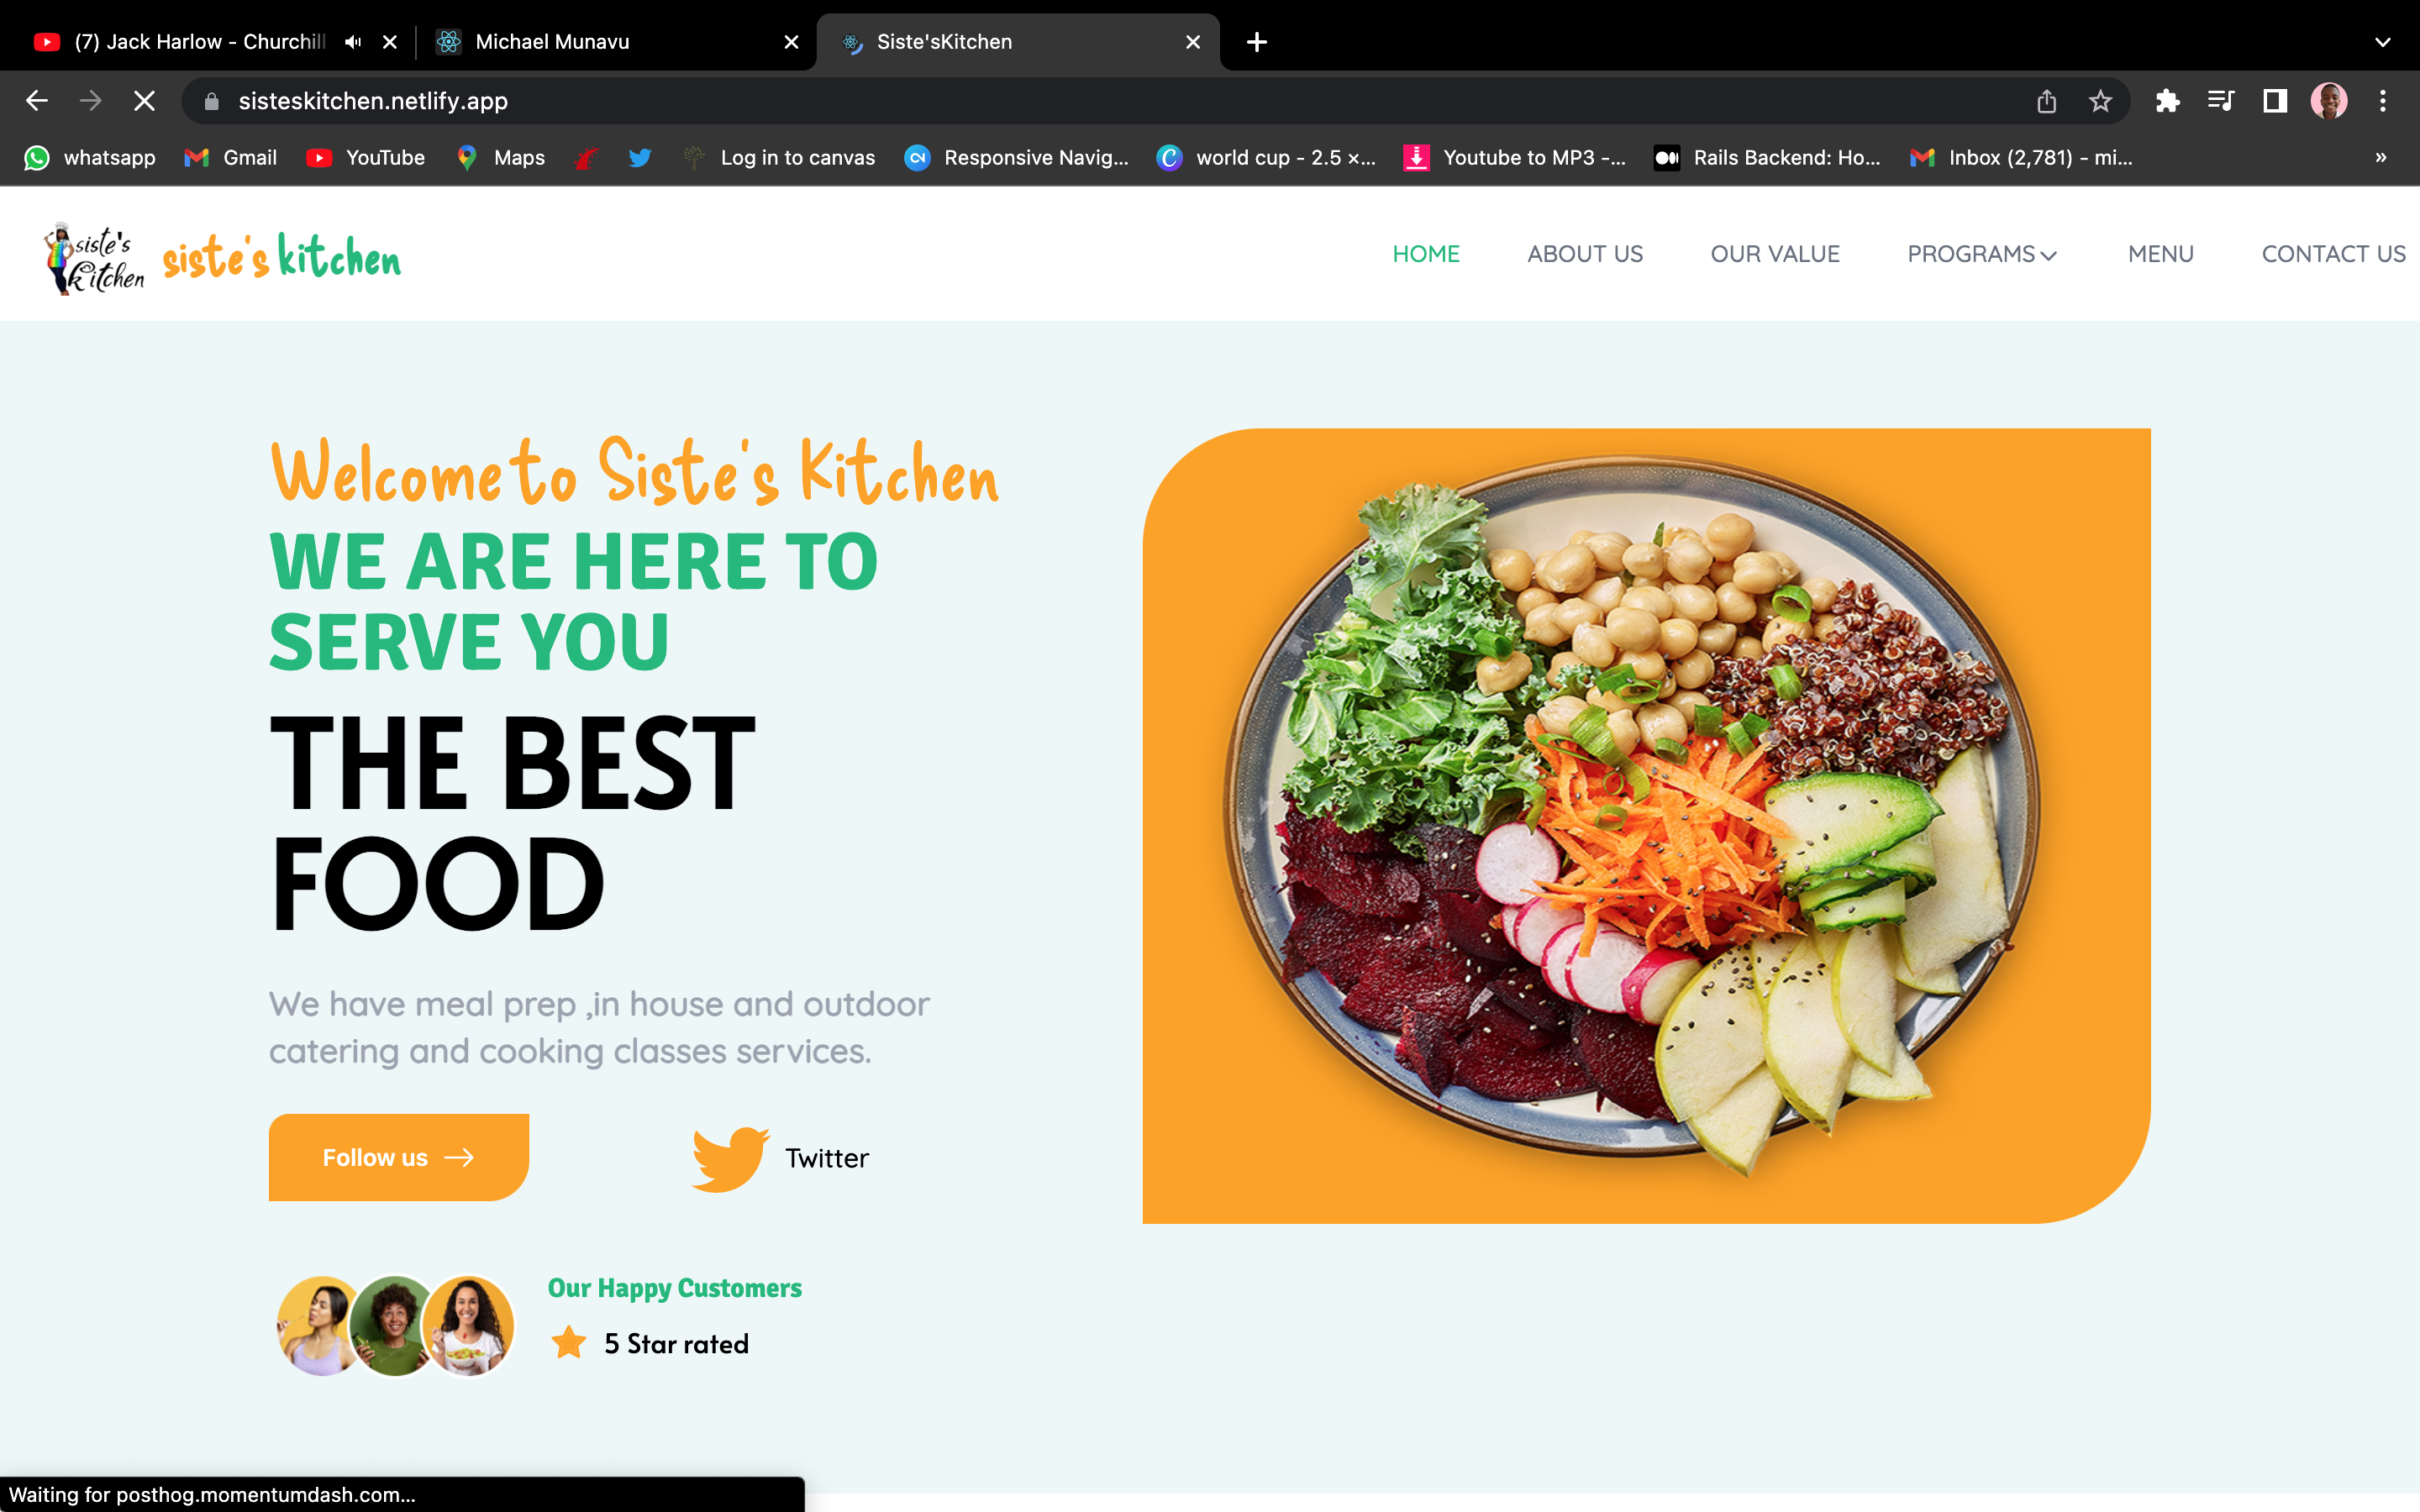 (7) Jack Harlow - Churchill
Michael Munavu
Siste'sKitchen
sisteskitchen.netlify.app
whatsapp
Gmail
YouTube
Maps
Log in to canvas
Responsive Navig...
world cup - 2.5 ×...
Youtube to MP3 -...
Rails Backend: Ho...
Inbox (2,781) - mi...
»
siste's
kitchen
siste's kitchen
HOME
ABOUT US
OUR VALUE
PROGRAMS
MENU
CONTACT US
Welcome to Siste's Kitchen
WE ARE HERE TO
SERVE YOU
THE BEST
FOOD
We have meal prep ,in house and outdoor
catering and cooking classes services.
Follow us
Twitter
Our Happy Customers
5 Star rated
Waiting for posthog.momentumdash.com...